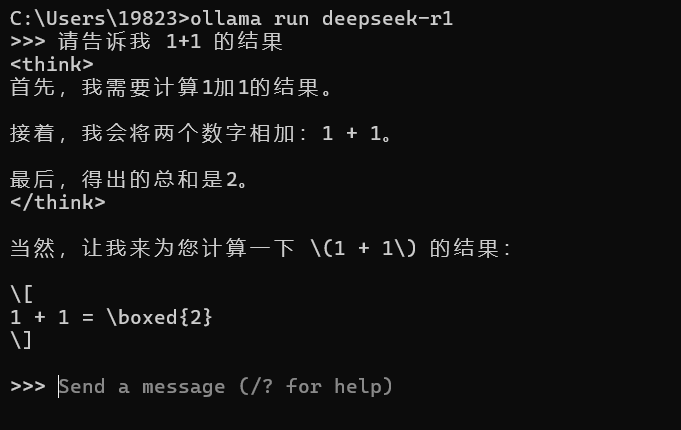 C:\Users\19823>ollama run deepseek-r1
>>> 请告诉我 1+1 的结果
<think>
首先，我需要计算1加1的结果。
接着，我会将两个数字相加：1 + 1。
最后，得出的总和是2。
</think>
当然，让我来为您计算一下 \(1 + 1\) 的结果：
\[
1 + 1 = \boxed{2}
\]
>>> Send a message (/? for help)